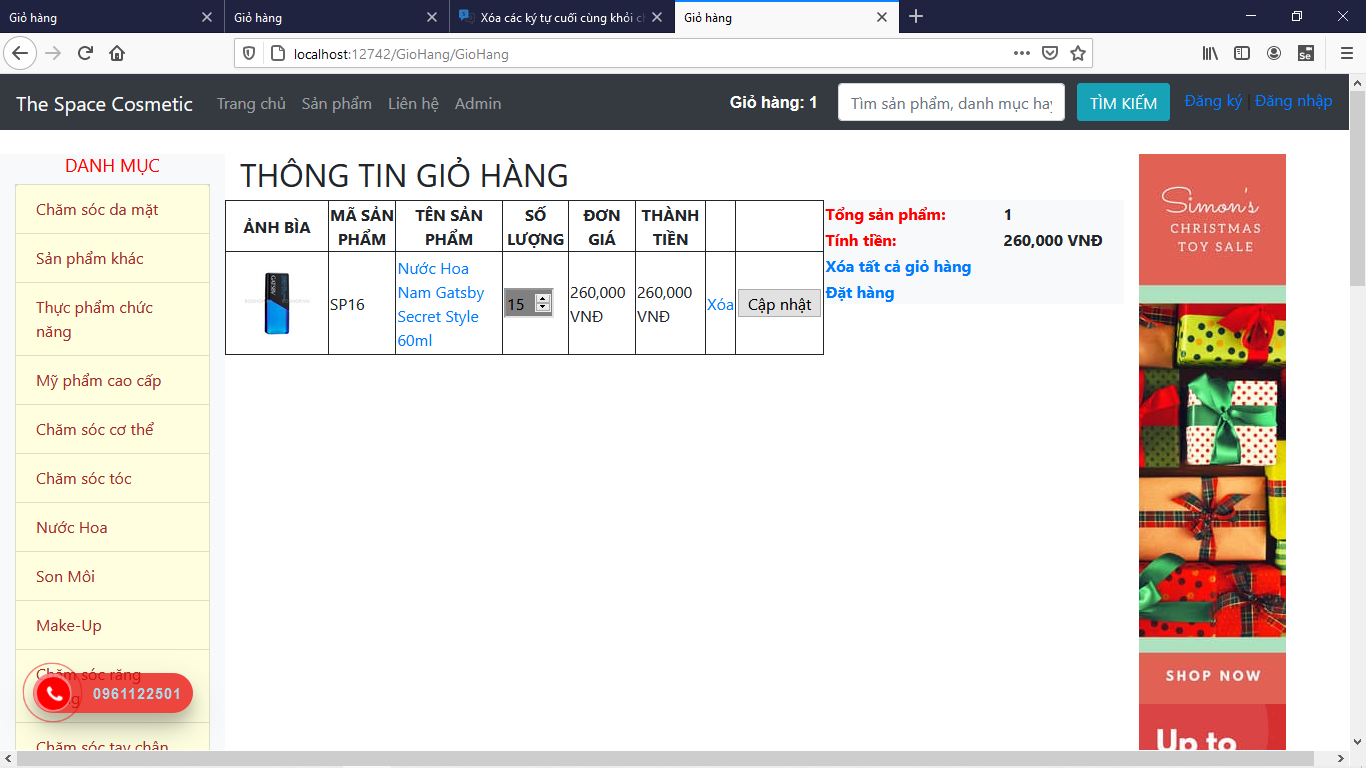 Giỏ hàng
Giỏ hàng
Xóa các ký tự cuối cùng khỏi
Giỏ hàng
localhost:12742/GioHang/GioHang
The Space Cosmetic
Trang chủ
Sản phẩm
Liên hệ
Admin
Giỏ hàng: 1
Tìm sản phẩm, danh mục hay
TÌM KIẾM
Đăng ký | Đăng nhập
DANH MỤC
Chăm sóc da mặt
Sản phẩm khác
Thực phẩm chức
năng
Mỹ phẩm cao cấp
Chăm sóc cơ thể
Chăm sóc tóc
Nước Hoa
Son Môi
Make-Up
Chăm sóc răng
0961122501
Chăm sóc tay chân
THÔNG TIN GIỎ HÀNG
ẢNH BÌA
MÃ SẢN
PHẨM
TÊN SẢN
PHẨM
SỐ
LƯỢNG
ĐƠN
GIÁ
THÀNH
TIỀN
GATSBY
SP16
Nước Hoa
Nam Gatsby
Secret Style
60ml
15
260,000
VNĐ
260,000
VNĐ
Xóa
Cập nhật
Tổng sản phẩm: 1
Tính tiền: 260,000 VNĐ
Xóa tất cả giỏ hàng
Đặt hàng
Simon's
CHRISTMAS
TOY SALE
SHOP NOW
Up to